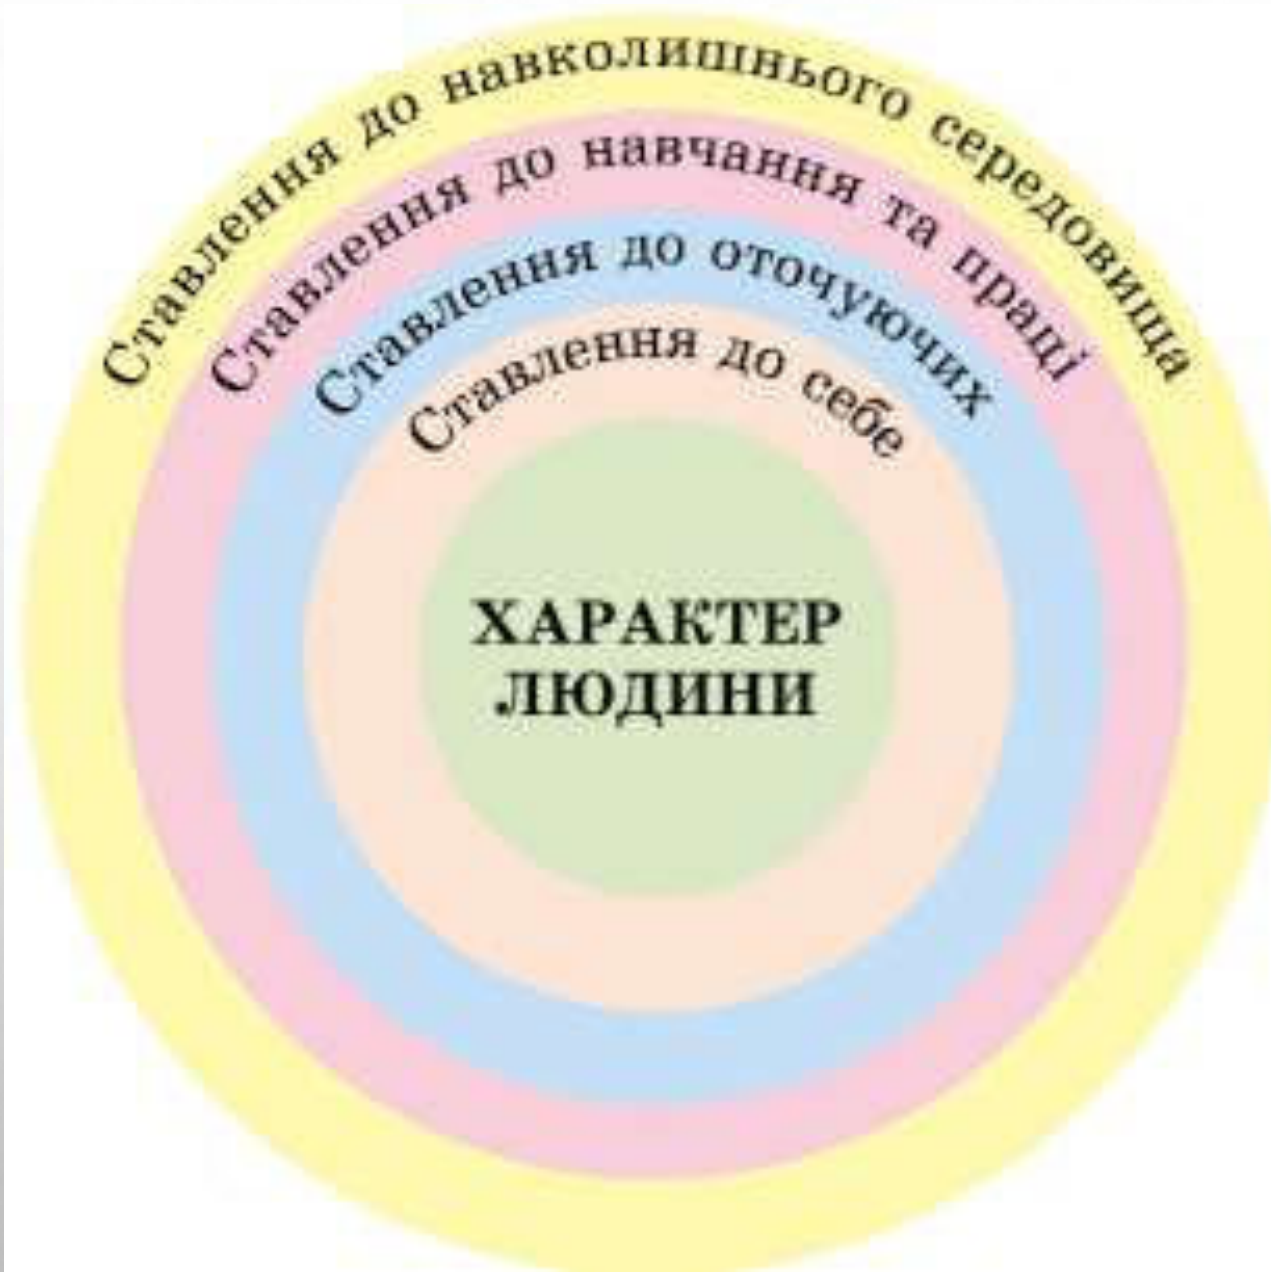 Ставлення до навколишнього середовища
Ставлення до навчання та праці
Ставлення до оточуючих
Ставлення до себе
ХАРАКТЕР
ЛЮДИНИ